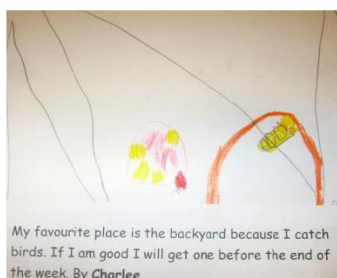 My favourite place is the backyard because I catch
birds. If I am good I will get one before the end of
the week. By Charlee